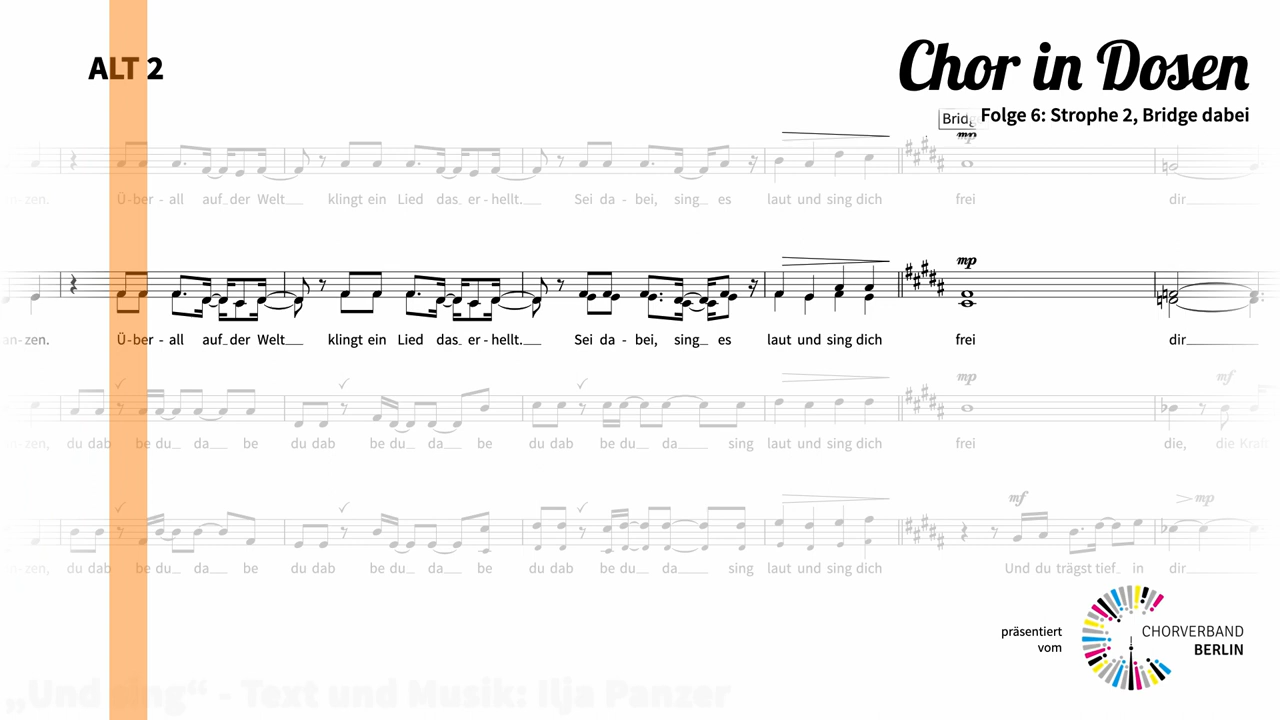 ALT 2
Chor in Dosen
Folge 6: Strophe 2, Bridge dabei
mp
zen. Ü-ber - all auf der Welt klingt ein Lied das er-hellt. Sei da - bei, sing es laut und sing dich frei dir
mp
an-zen. Ü-ber - all auf der Welt klingt ein Lied das er-hellt. Sei da - bei, sing es laut und sing dich frei dir
mp mf
zen, du dab be du da be du dab be du da be du dab be du da sing laut und sing dich frei die, die Kraft
mf > mp
zen, du dab be du da be du dab be du da be du dab be du da sing laut und sing dich Und du trägst tief in dir
präsentiert
vom
CHORVERBAND
BERLIN
„Und sing“ - Text und Musik: Ilja Panzer